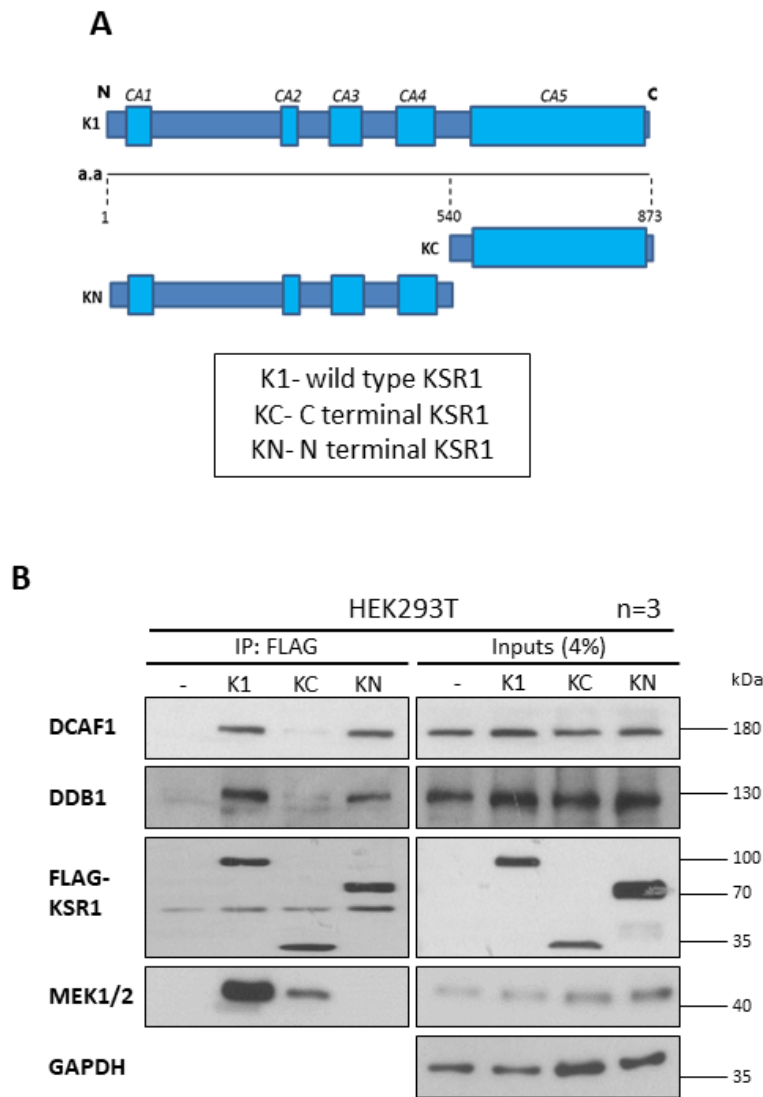 A
N CA1 CA2 CA3 CA4 CA5 C
K1
a.a
1 540 873
KC
KN
K1- wild type KSR1
KC- C terminal KSR1
KN- N terminal KSR1
B
HEK293T n=3
IP: FLAG Inputs (4%)
- K1 KC KN - K1 KC KN kDa
DCAF1 180
DDB1 130
100
FLAG-
KSR1
70
35
MEK1/2 40
GAPDH 35